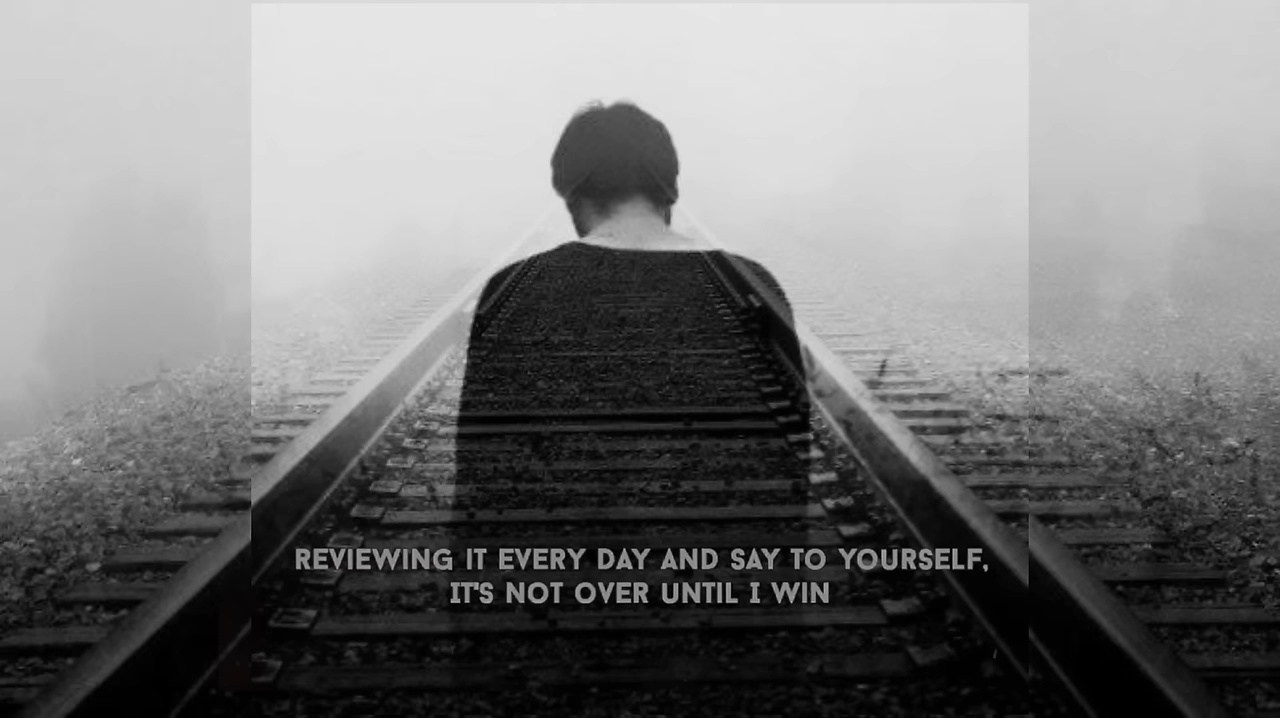 REVIEWING IT EVERY DAY AND SAY TO YOURSELF,
IT'S NOT OVER UNTIL I WIN